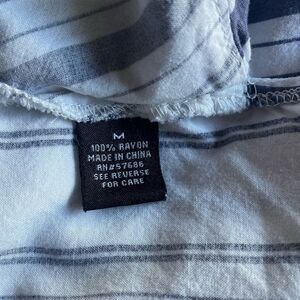 M
100% RAYON
MADE IN CHINA
RN#57686
SEE REVERSE
FOR CARE